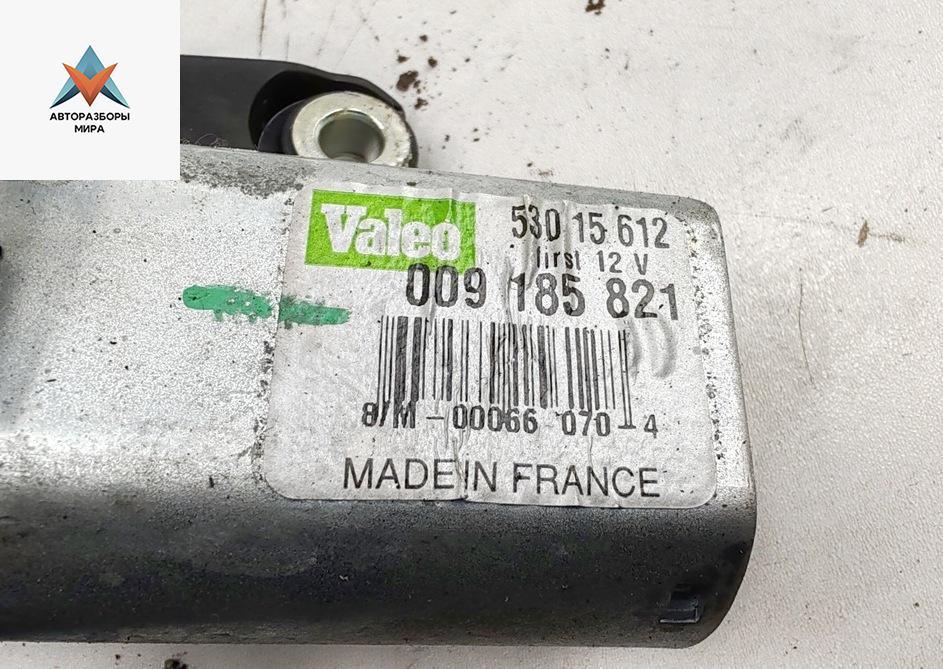 АВТОРАЗБОРЫ
МИРА
Valeo
530 15 612
first 12 V
009 185 821
8/M-00066 070 4
MADE IN FRANCE